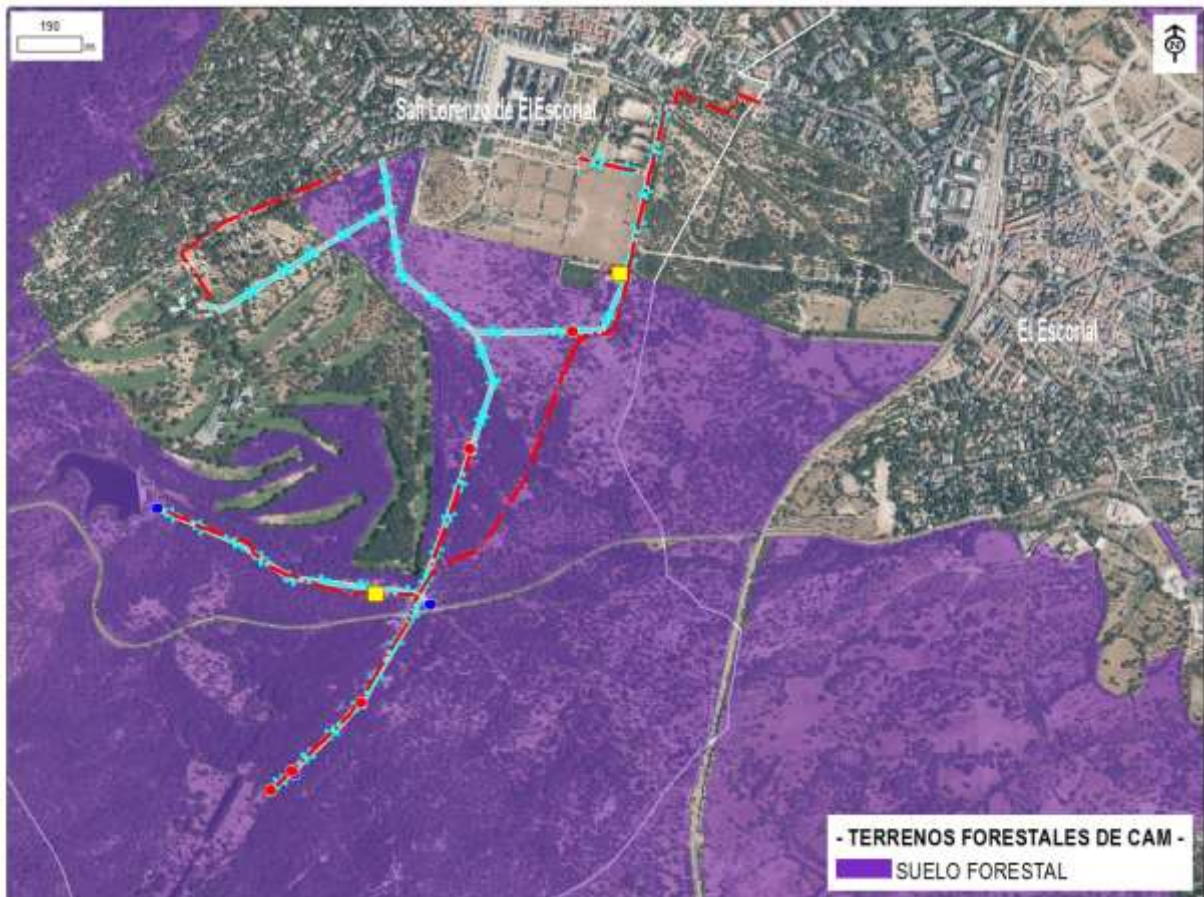 190
m
San Lorenzo de El Escorial
El Escorial
- TERRENOS FORESTALES DE CAM -
SUELO FORESTAL